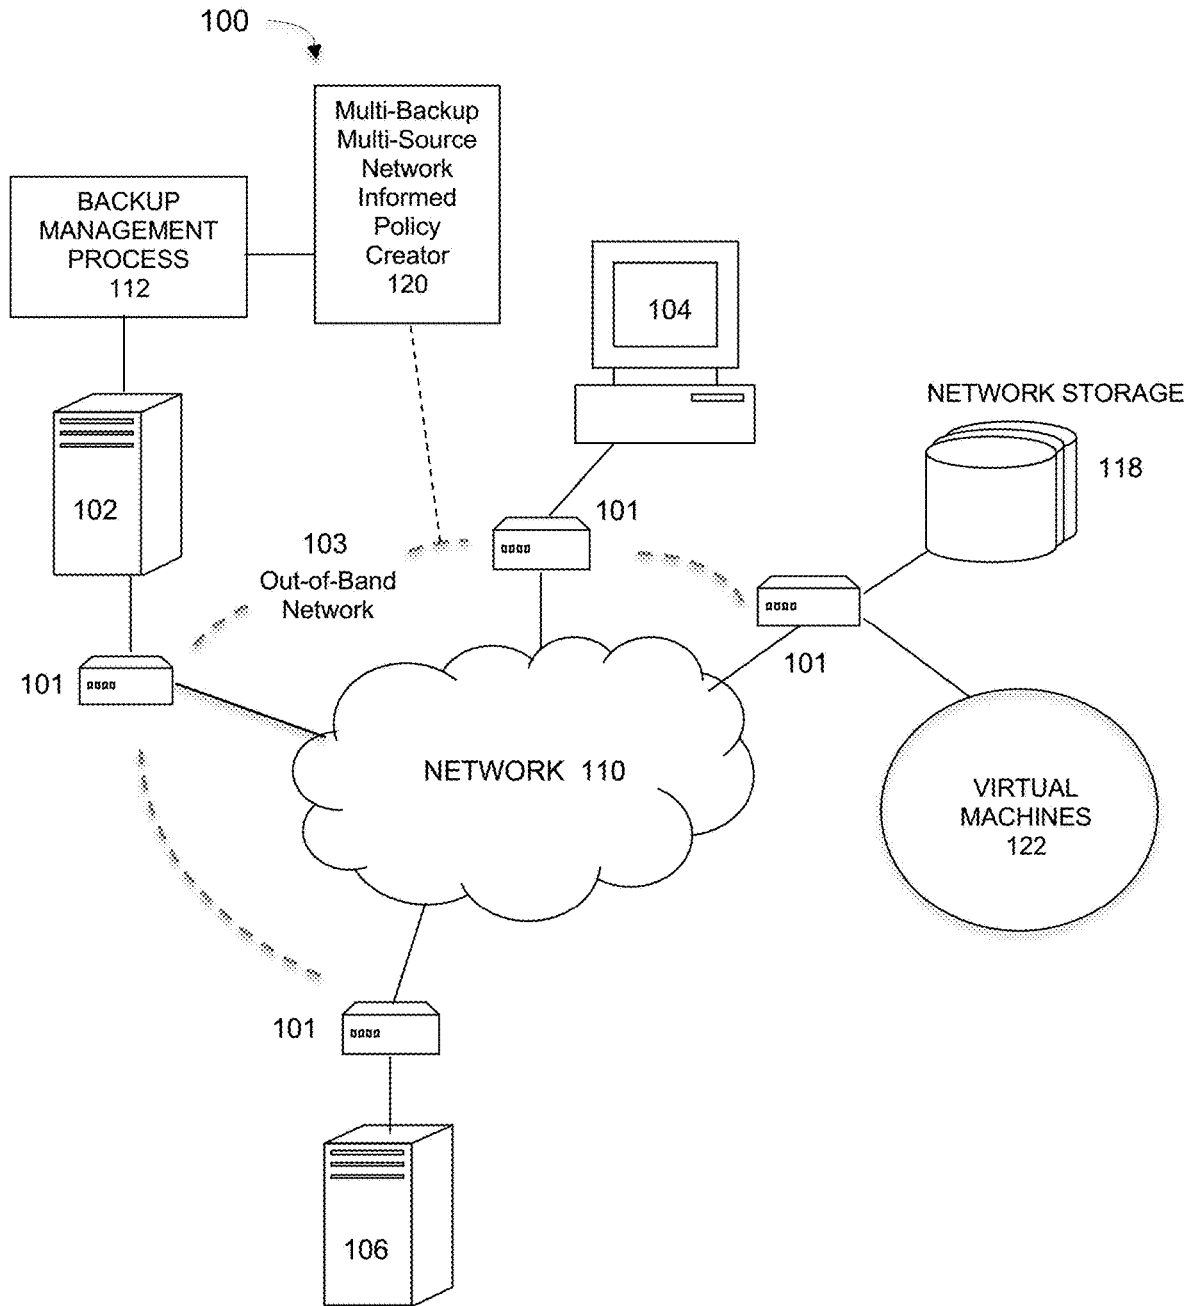 100
Multi-Backup
Multi-Source
Network
Informed
Policy
Creator
120
BACKUP
MANAGEMENT
PROCESS
112
104
NETWORK STORAGE
118
102
101
103
Out-of-Band
Network
101
101
NETWORK 110
VIRTUAL
MACHINES
122
101
106